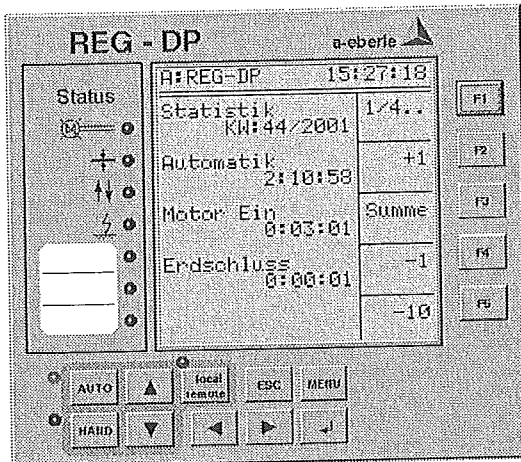 REG - DP
a-eberle
Status
M
A:REG-DP 15:27:18
Statistik
KW:44/2001
Automatik
2:10:58
Motor Ein
0:03:01
Erdschluss
0:00:01
1/4..
+1
Summe
-1
-10
F1
F2
F3
F4
F5
AUTO
local
remote
ESC
MENU
HAND